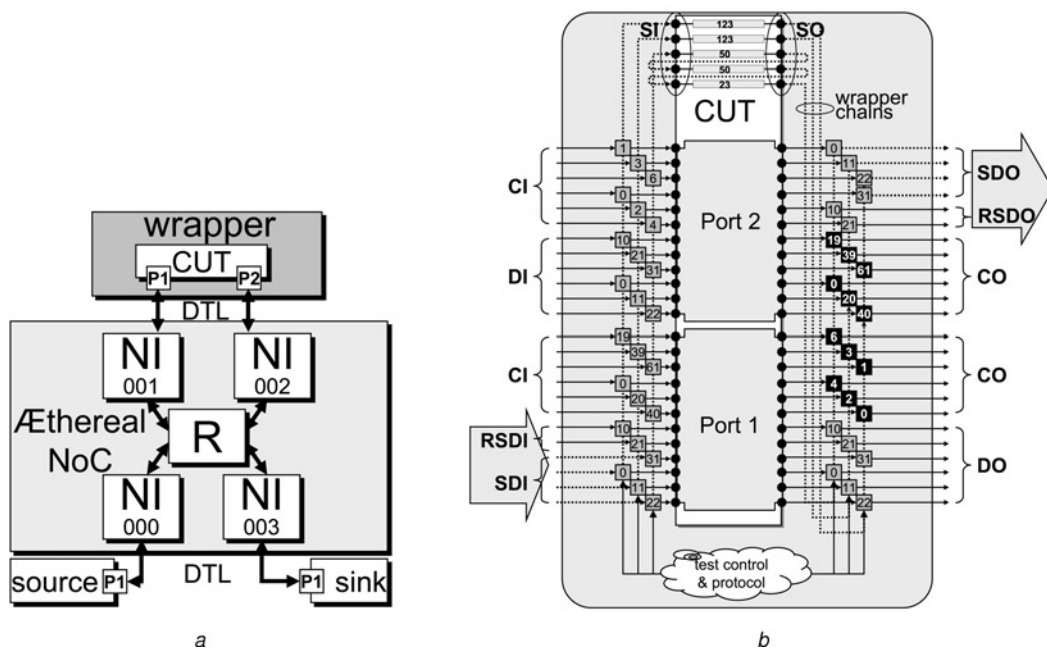 wrapper
CUT
P1 P2
DTL
NI NI
001 002
Æthereal R
NoC
NI NI
000 003
DTL
source P1 P1 sink
a
SI 123 SO
123
50
50
23
CUT
wrapper
chains
CI
1
3
6
0
2
4
DI
10
21
31
0
11
22
CI
19
39
61
0
20
40
RSDI
SDI
10
21
31
0
11
22
Port 2
Port 1
0
11
22
31
SDO
10
21
RSDO
19
39
61
0
20
40
CO
6
3
1
4
2
0
CO
10
21
31
0
11
22
DO
test control
& protocol
b